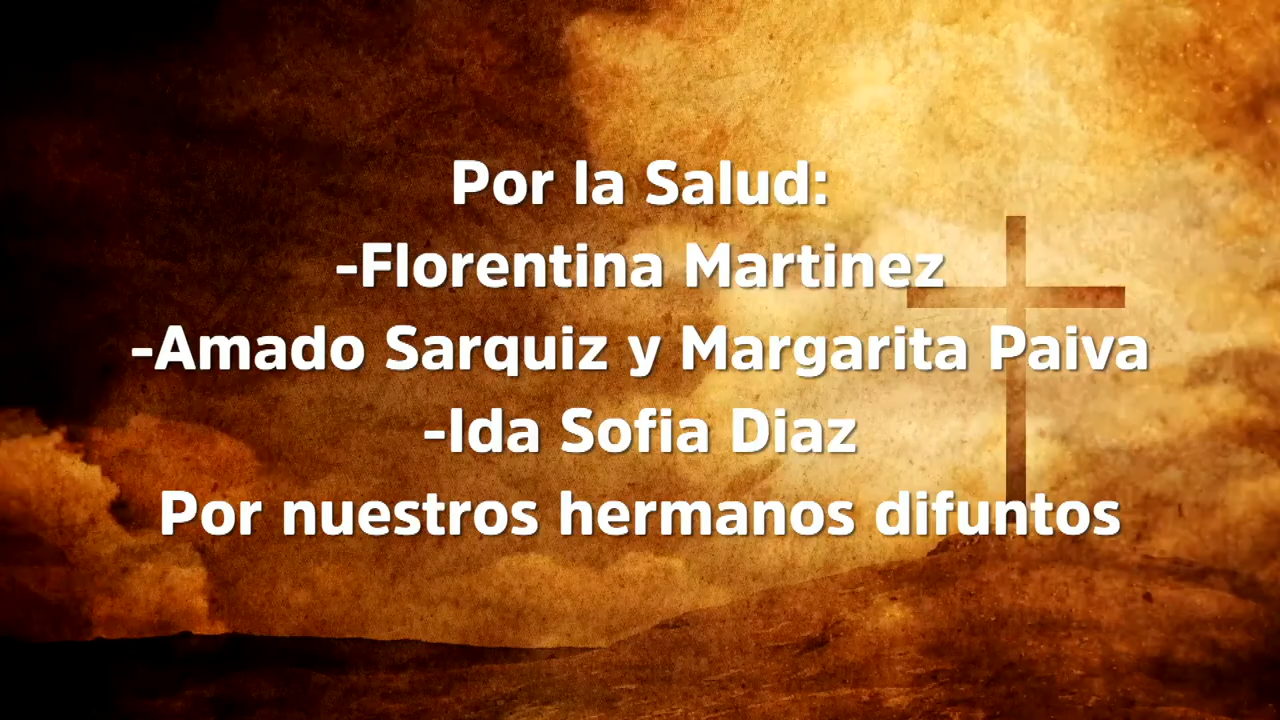 Por la Salud:
-Florentina Martinez
-Amado Sarquiz y Margarita Paiva
-Ida Sofia Diaz
Por nuestros hermanos difuntos